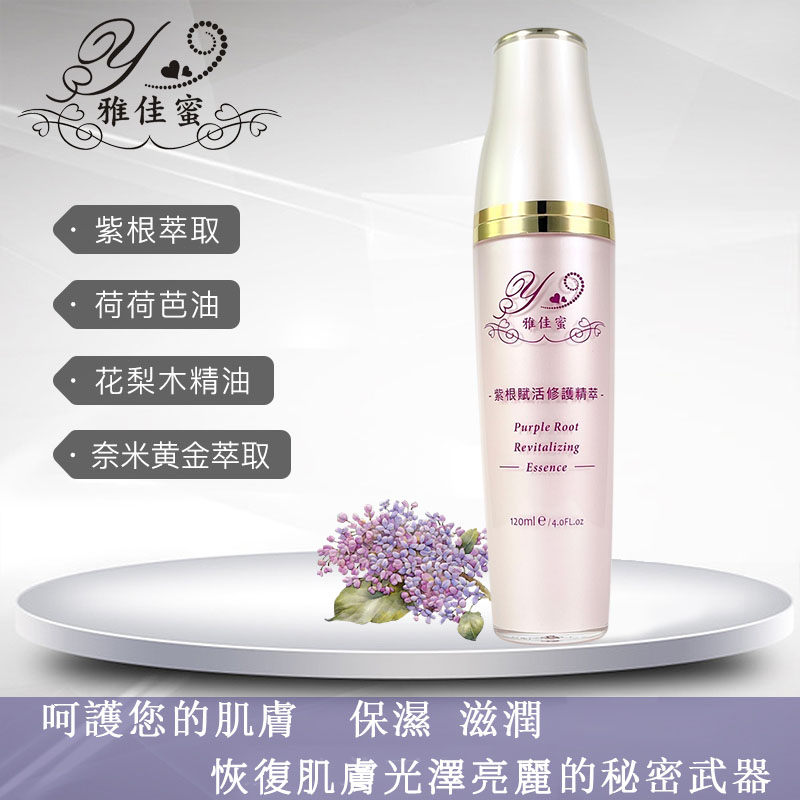 雅佳蜜
· 紫根萃取
· 荷荷芭油
· 花梨木精油
· 奈米黄金萃取
雅佳蜜
- 紫根賦活修護精萃 -
Purple Root
Revitalizing
Essence
120ml e/4.0FL.oz
呵護您的肌膚 保濕 滋潤
恢復肌膚光澤亮麗的秘密武器